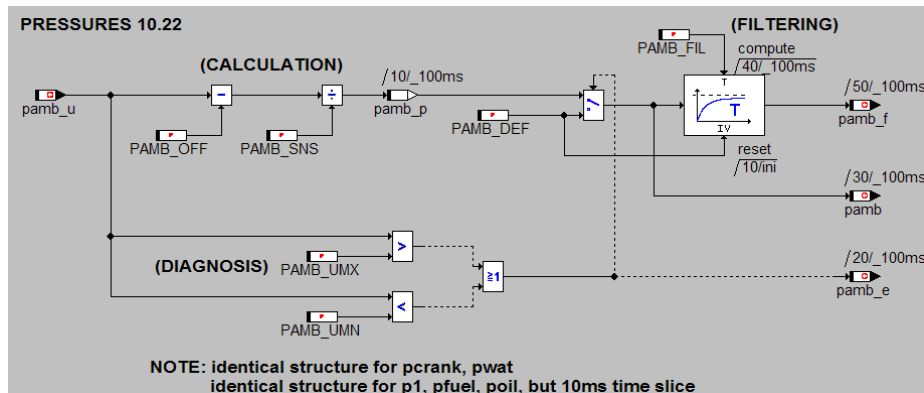 PRESSURES 10.22
(FILTERING)
PAMB_FIL
compute
/40/_100ms
(CALCULATION)
/10/_100ms
T
/50/_100ms
pamb_u
-
÷
pamb_p
PAMB_DEF
T
pamb_f
PAMB_OFF
PAMB_SNS
IV
reset
/10/ini
/30/_100ms
pamb
>
(DIAGNOSIS)
PAMB_UMX
≥1
/20/_100ms
<
pamb_e
PAMB_UMN
NOTE: identical structure for pcrank, pwat
identical structure for p1, pfuel, poil, but 10ms time slice